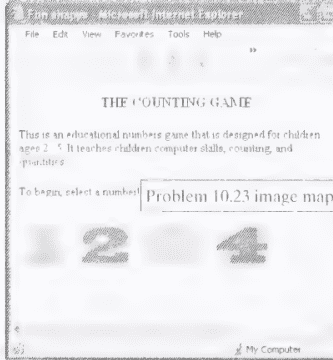 Fun shapes - Microsoft Internet Explorer
File Edit View Favorites Tools Help
»
THE COUNTING GAME
This is an educational numbers game that is designed for children
ages 2 - 5. It teaches children computer skills, counting, and
quantities.
To begin, select a number!
Problem 10.23 image map
1 2 3 4
My Computer